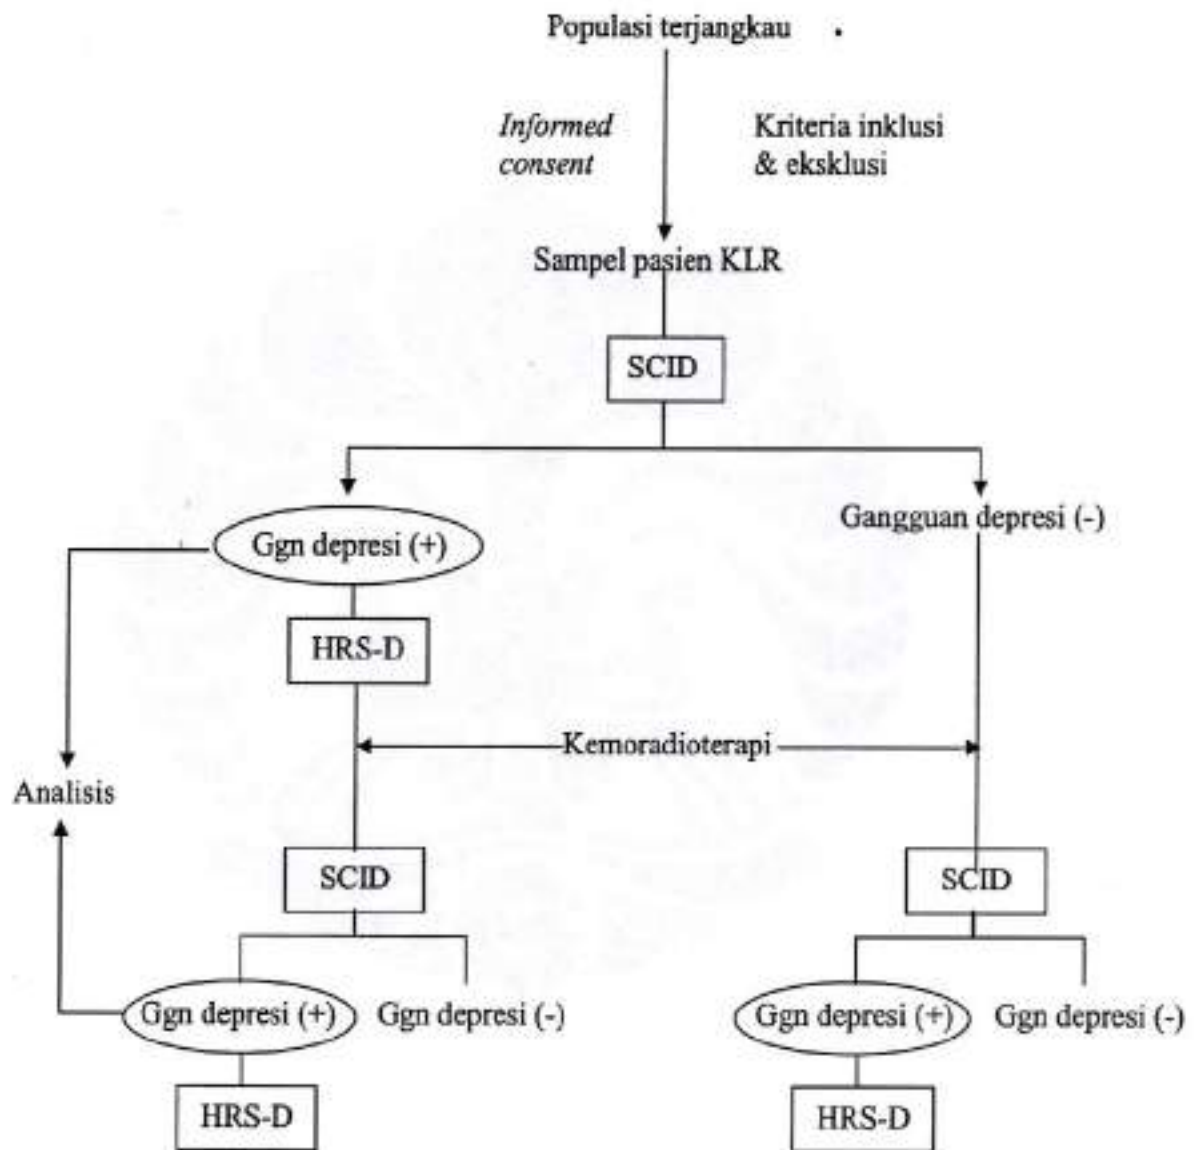 Populasi terjangkau
Informed
consent
Kriteria inklusi
& eksklusi
Sampel pasien KLR
SCID
Ggn depresi (+)
Gangguan depresi (-)
HRS-D
Kemoradioterapi
Analisis
SCID
SCID
Ggn depresi (+)
Ggn depresi (-)
Ggn depresi (+)
Ggn depresi (-)
HRS-D
HRS-D